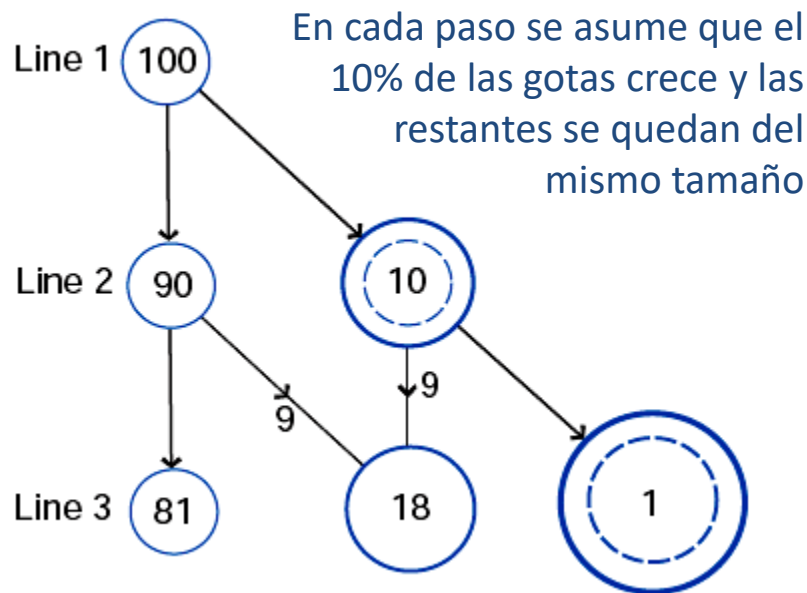 En cada paso se asume que el
10% de las gotas crece y las
restantes se quedan del
mismo tamaño
Line 1 100
Line 2 90 10
9 9
Line 3 81 18 1